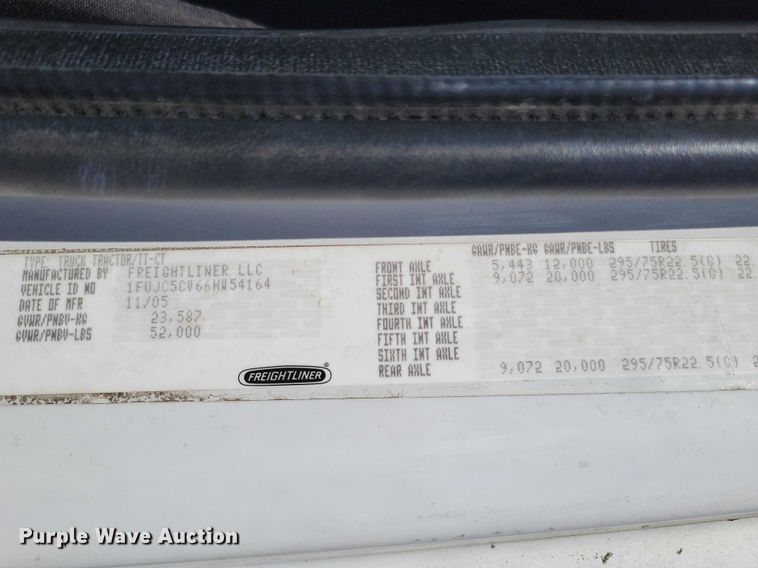 TYPE: TRUCK TRACTOR/TT-CT
MANUFACTURED BY FREIGHTLINER LLC
VEHICLE ID NO 1FUJC5CV66HW54164
DATE OF MFR 11/05
GVWR/PNBV-KG 23,587
GVWR/PNBV-LBS 52,000
FREIGHTLINER
GAWR/PNBE-KG GAWR/PNBE-LBS TIRES
FRONT AXLE 5,443 12,000 295/75R22.5(G) 22.
FIRST INT AXLE 9,072 20,000 295/75R22.5(G) 22.
SECOND INT AXLE
THIRD INT AXLE
FOURTH INT AXLE
FIFTH INT AXLE
SIXTH INT AXLE
REAR AXLE 9,072 20,000 295/75R22.5(G) 2
Purple Wave Auction